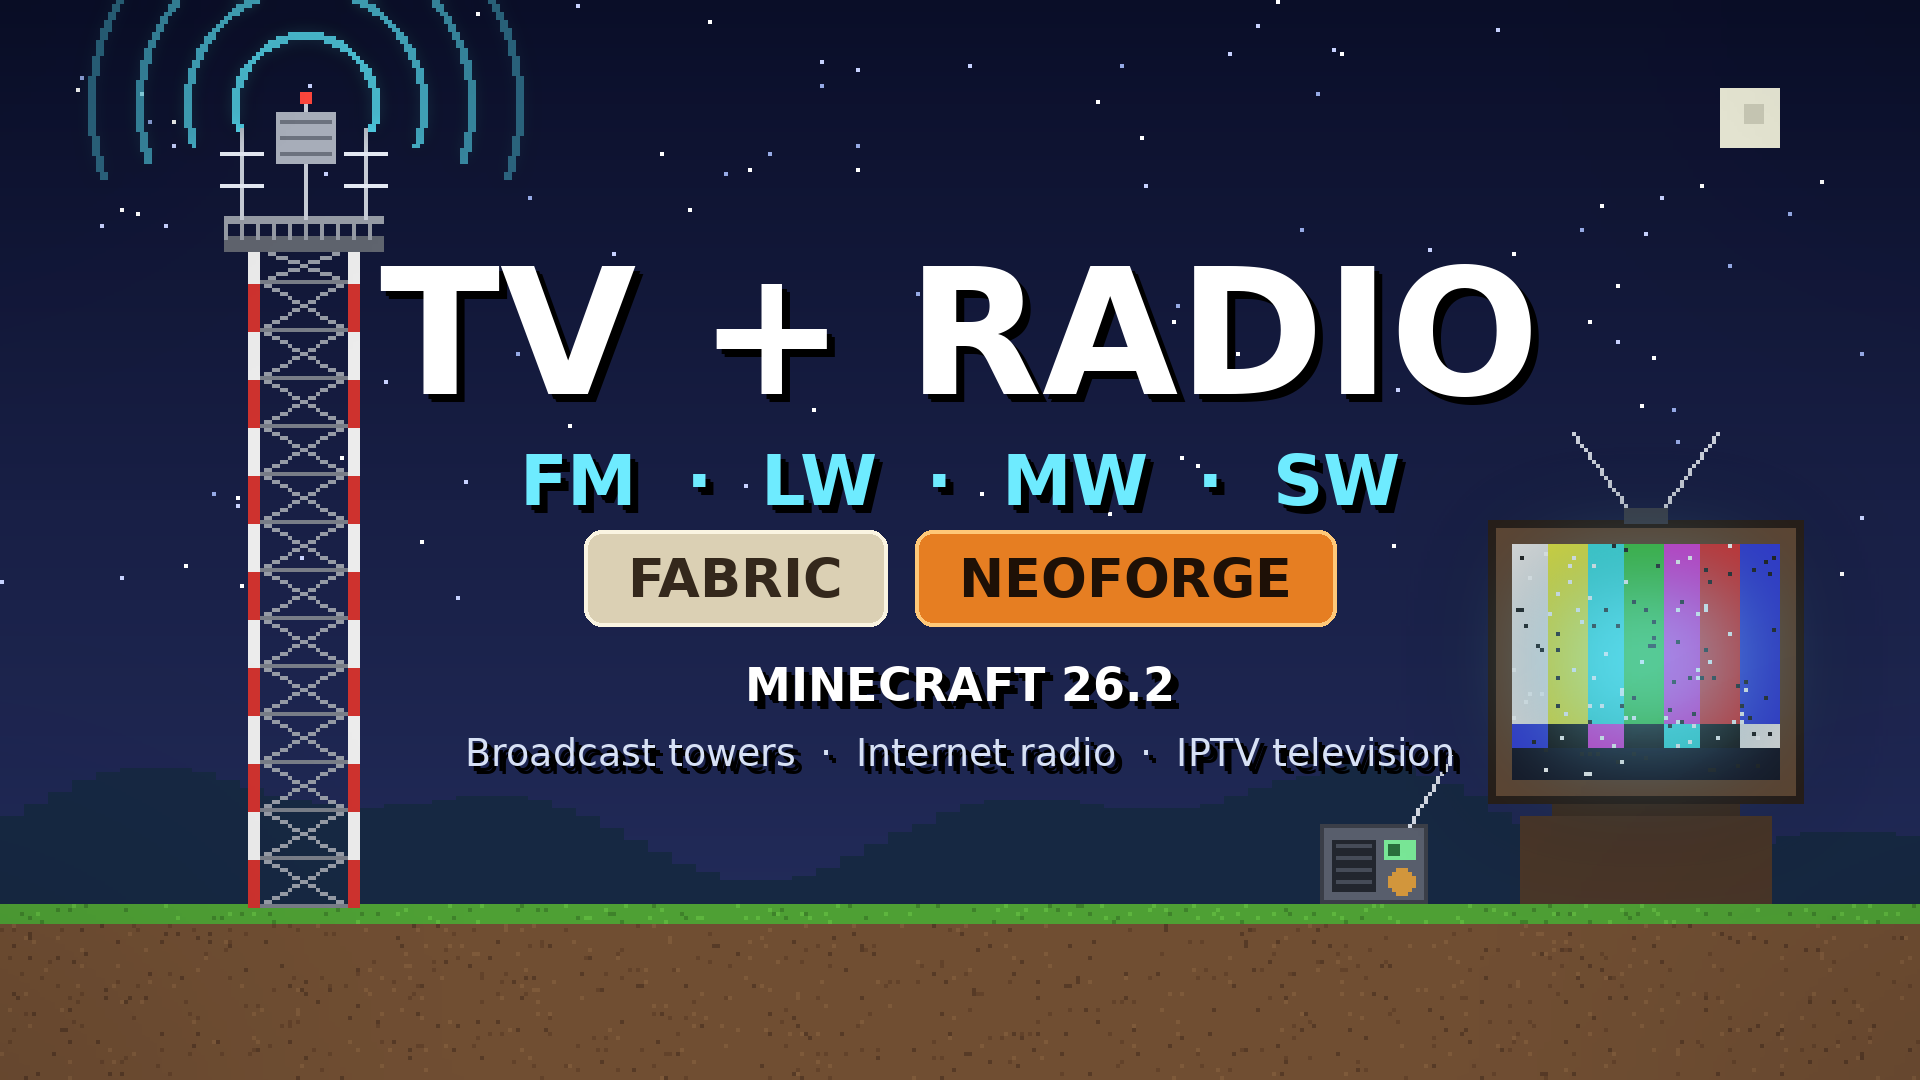 TV + RADIO
FM · LW · MW · SW
FABRIC NEOFORGE
MINECRAFT 26.2
Broadcast towers · Internet radio · IPTV television